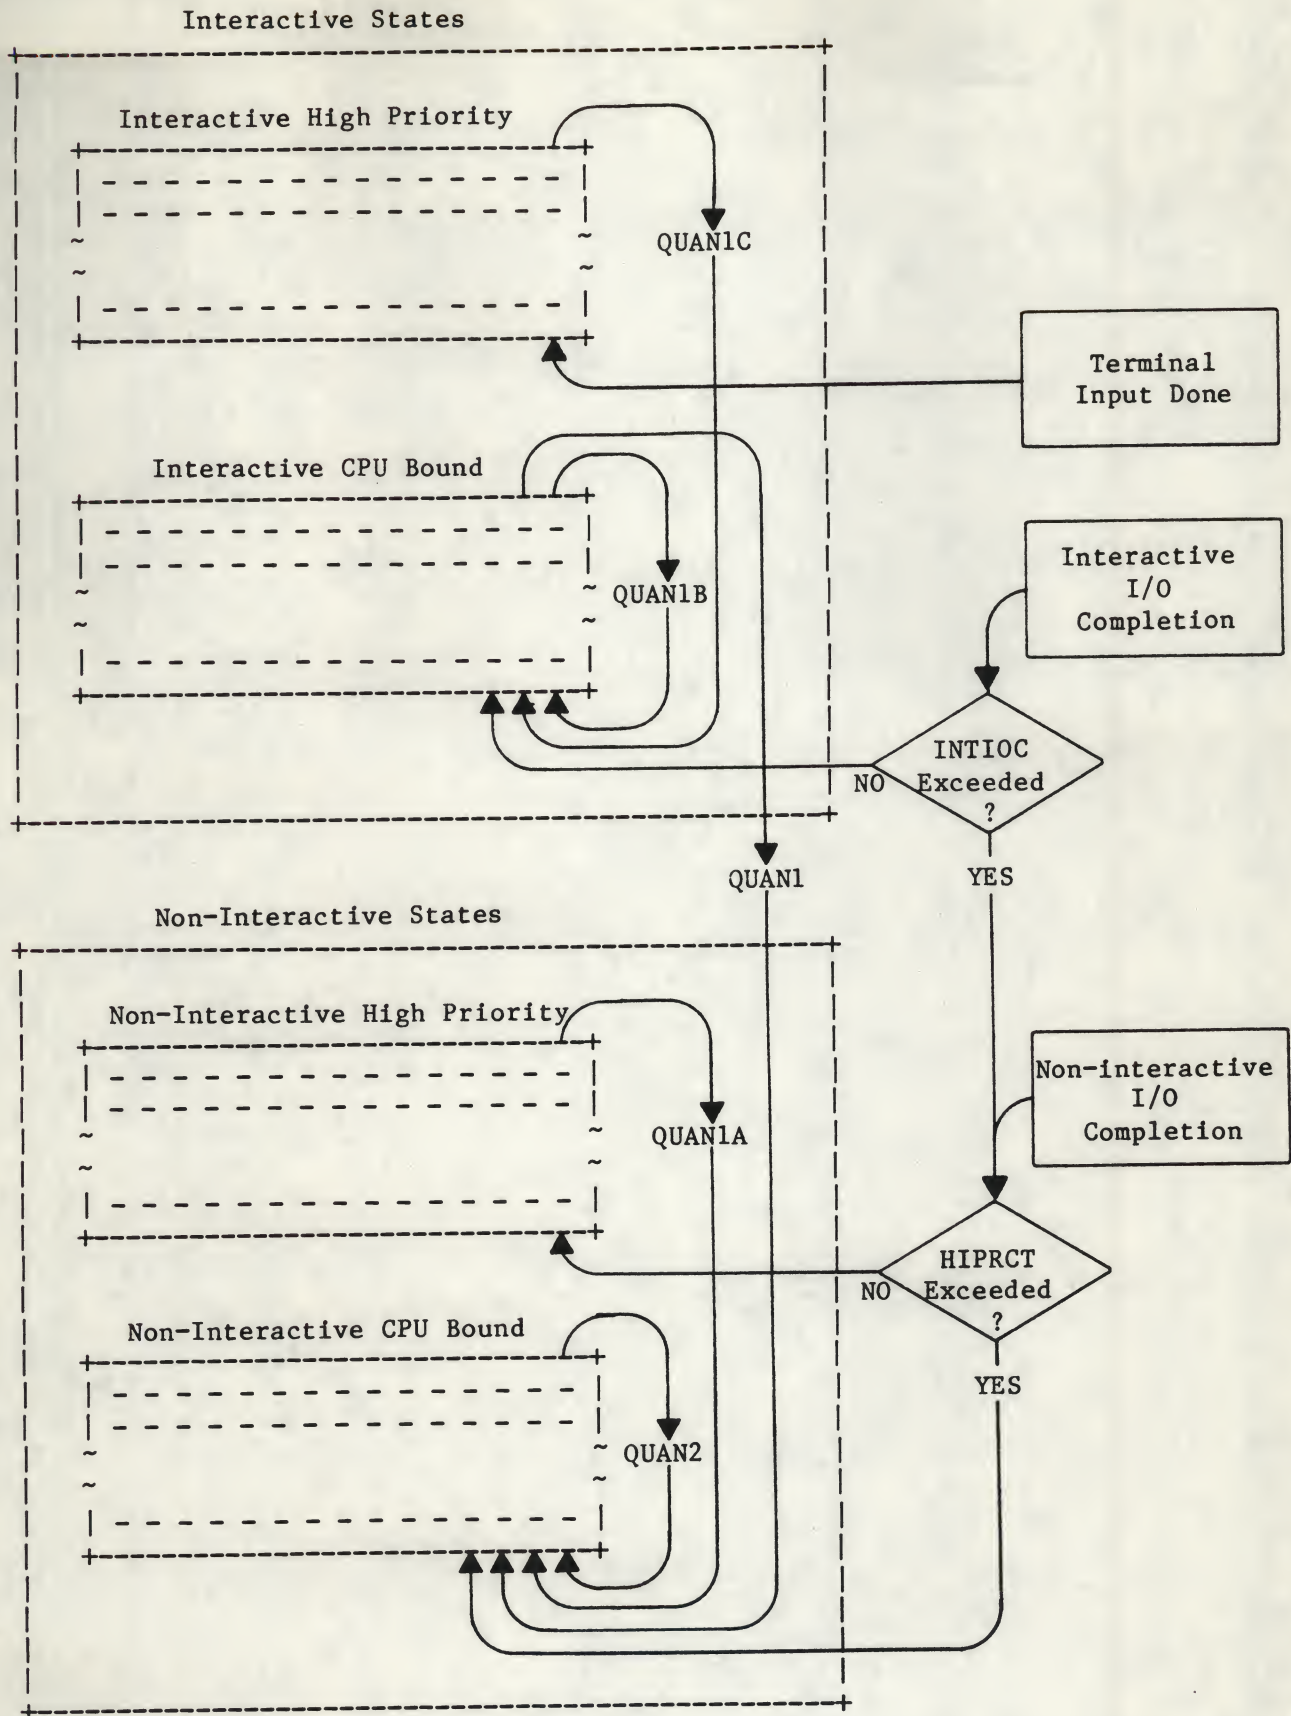 Interactive States
Interactive High Priority
QUAN1C
Terminal
Input Done
Interactive CPU Bound
QUAN1B
Interactive
I/O
Completion
INTIOC
Exceeded
?
NO
YES
QUAN1
Non-Interactive States
Non-Interactive High Priority
QUAN1A
Non-interactive
I/O
Completion
HIPRCT
Exceeded
?
NO
YES
Non-Interactive CPU Bound
QUAN2